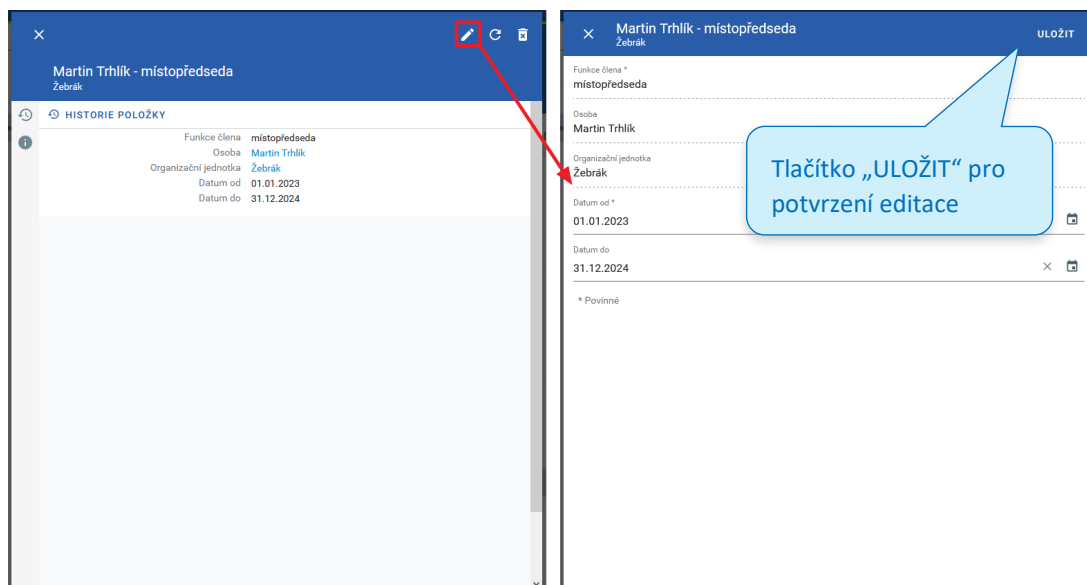 Martin Trhlík - místopředseda
Žebrák
HISTORIE POLOŽKY
Funkce člena místopředseda
Osoba Martin Trhlík
Organizační jednotka Žebrák
Datum od 01.01.2023
Datum do 31.12.2024
Martin Trhlík - místopředseda
Žebrák
ULOŽIT
Funkce člena *
místopředseda
Osoba
Martin Trhlík
Organizační jednotka
Žebrák
Datum od *
01.01.2023
Datum do
31.12.2024
* Povinné
Tlačítko „ULOŽIT“ pro
potvrzení editace